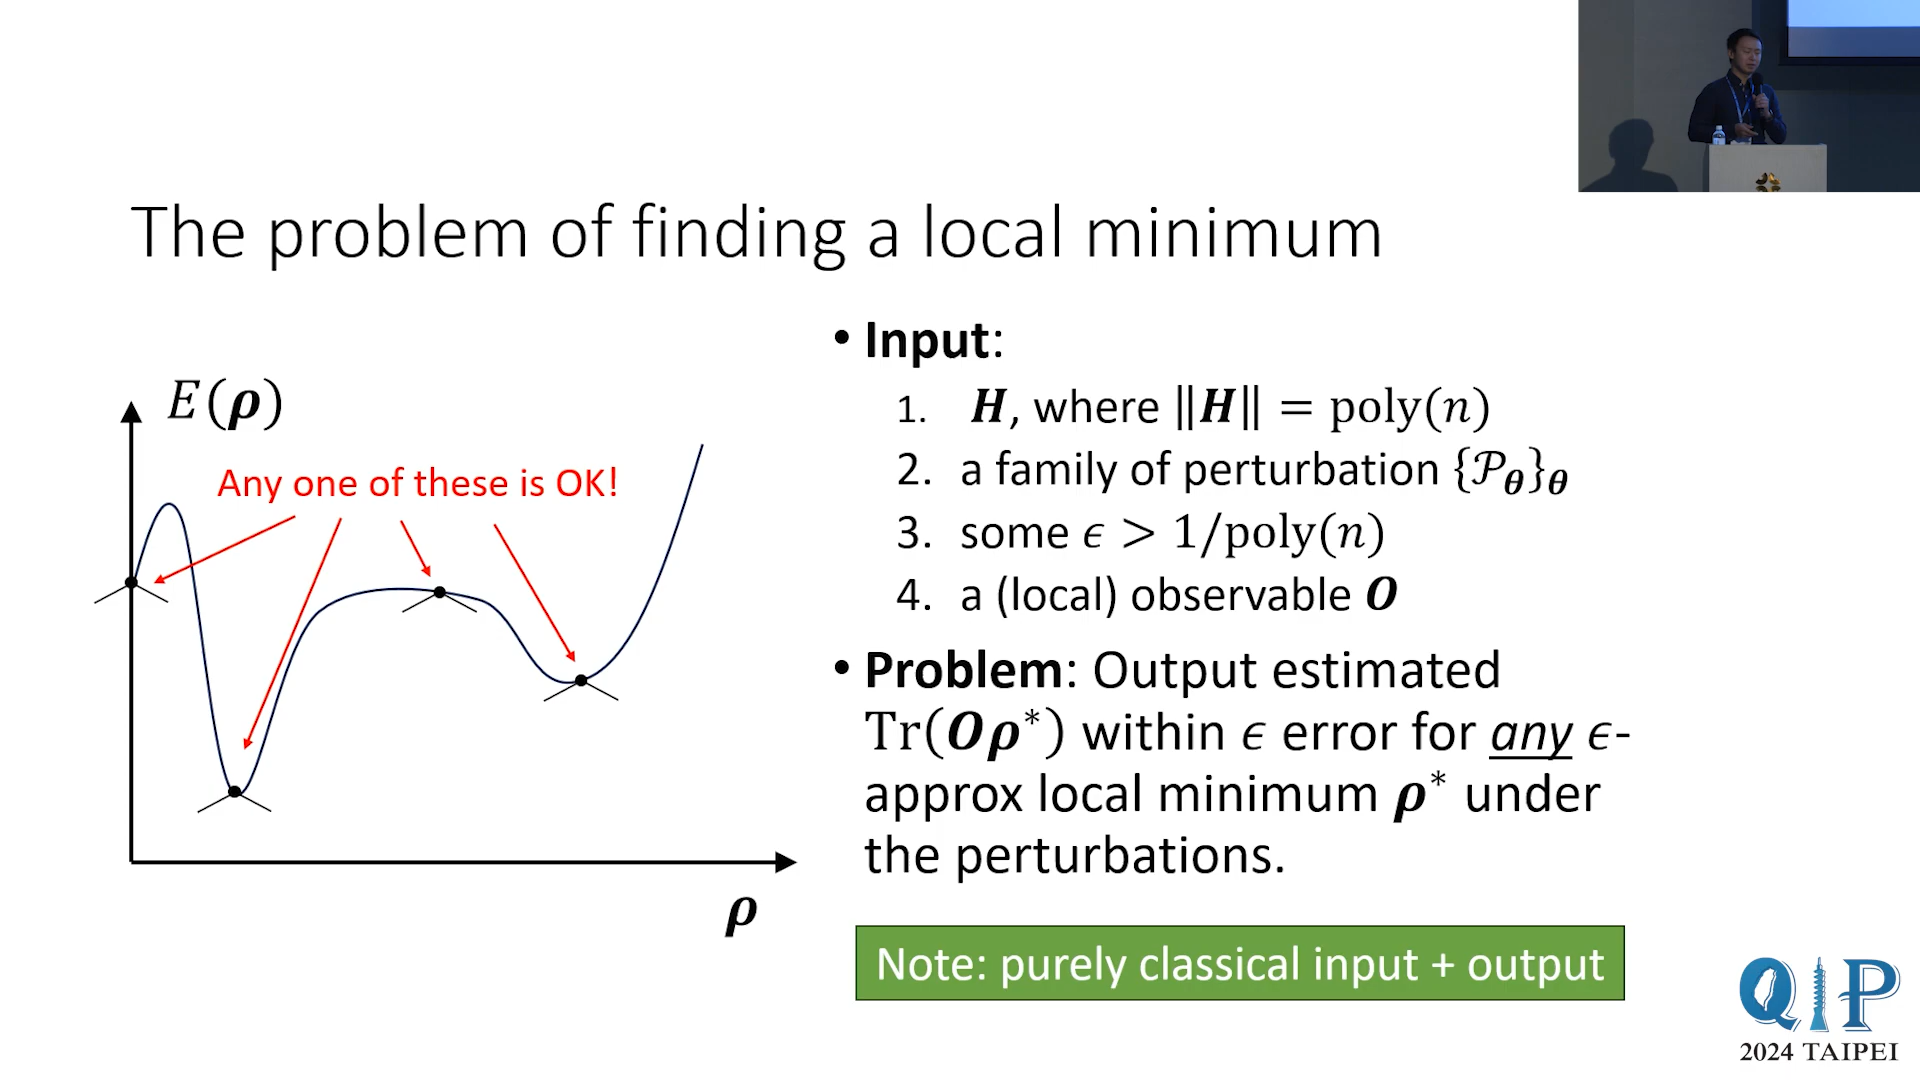 The problem of finding a local minimum
E(ρ)
Any one of these is OK!
ρ
• Input:
1. H, where ‖H‖ = poly(n)
2. a family of perturbation {𝒫_θ}_θ
3. some ϵ > 1/poly(n)
4. a (local) observable O
• Problem: Output estimated
Tr(Oρ*) within ϵ error for any ϵ-
approx local minimum ρ* under
the perturbations.
Note: purely classical input + output
QIP
2024 TAIPEI